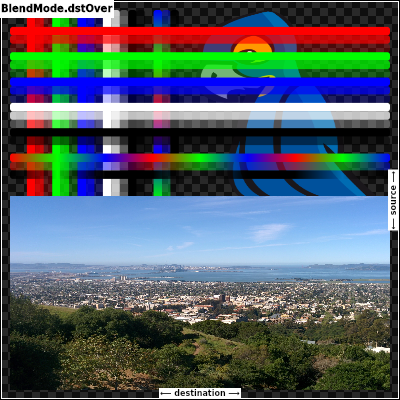 BlendMode.dstOver
source ⟶
⟵ destination ⟶